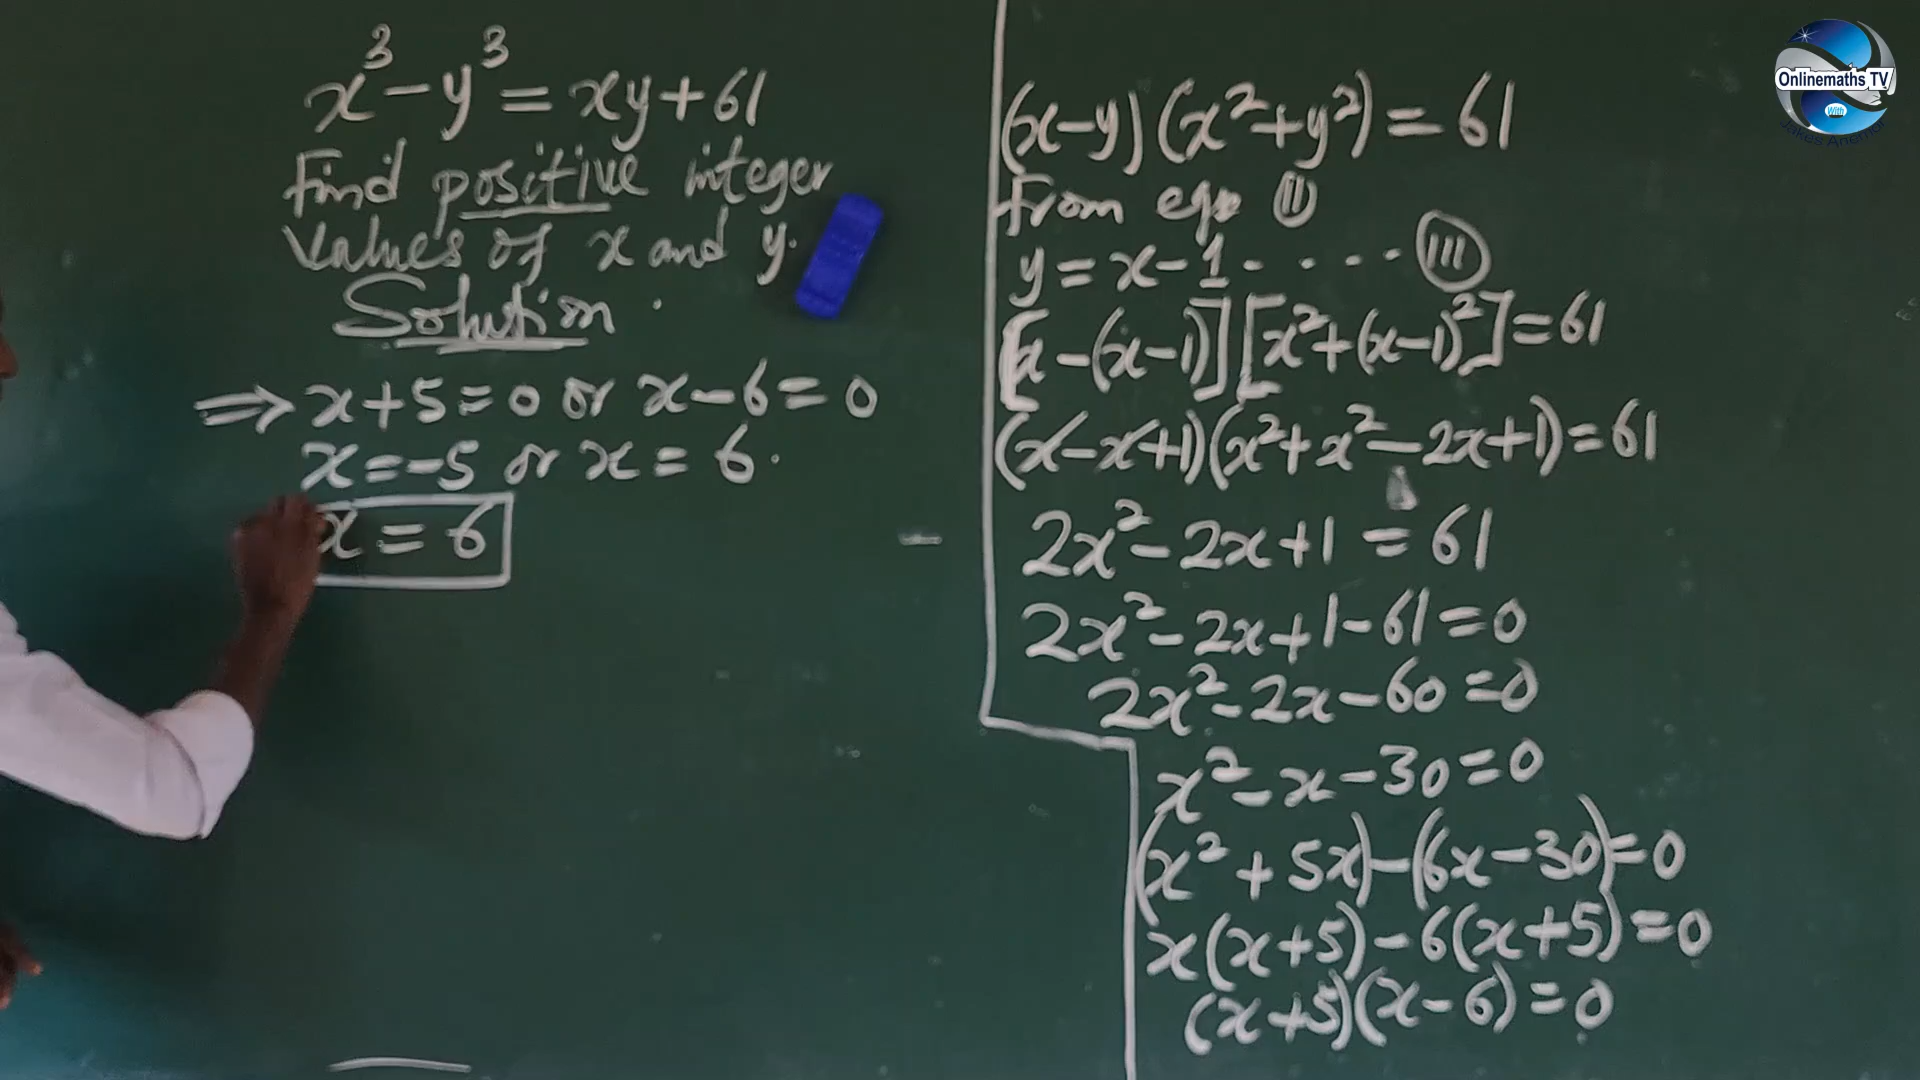 x³ - y³ = xy + 61
Find positive integer
values of x and y.
Solution
⇒ x + 5 = 0 or x - 6 = 0
x = -5 or x = 6.
x = 6
(x-y)(x²+y²) = 61
From eqn (II)
y = x - 1 - . . . . (III)
[x - (x-1)][x² + (x-1)²] = 61
(x - x + 1)(x² + x² - 2x + 1) = 61
2x² - 2x + 1 = 61
2x² - 2x + 1 - 61 = 0
2x² - 2x - 60 = 0
x² - x - 30 = 0
(x² + 5x) - (6x - 30) = 0
x(x+5) - 6(x+5) = 0
(x+5)(x-6) = 0
Onlinemaths TV
With